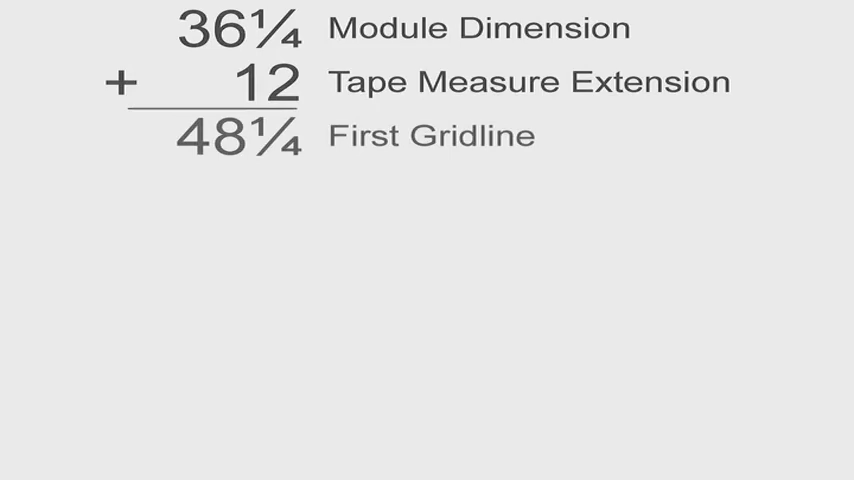 36¼ Module Dimension
+ 12 Tape Measure Extension
48¼ First Gridline